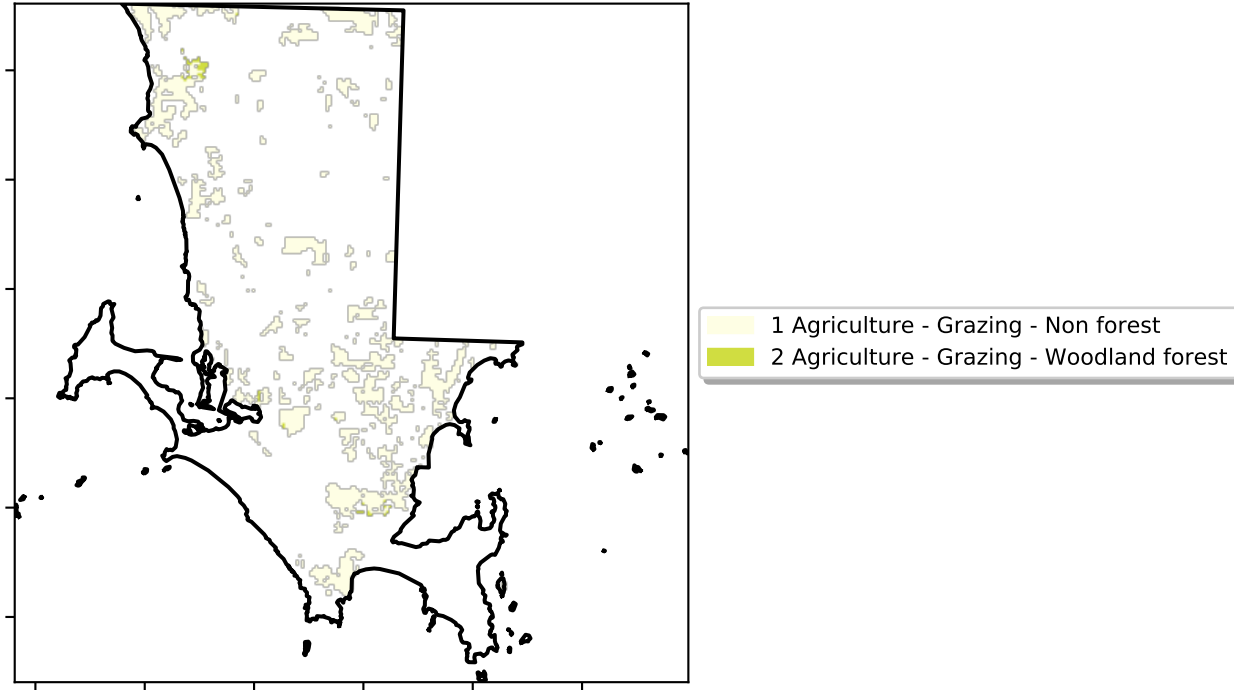 1 Agriculture - Grazing - Non forest
2 Agriculture - Grazing - Woodland forest